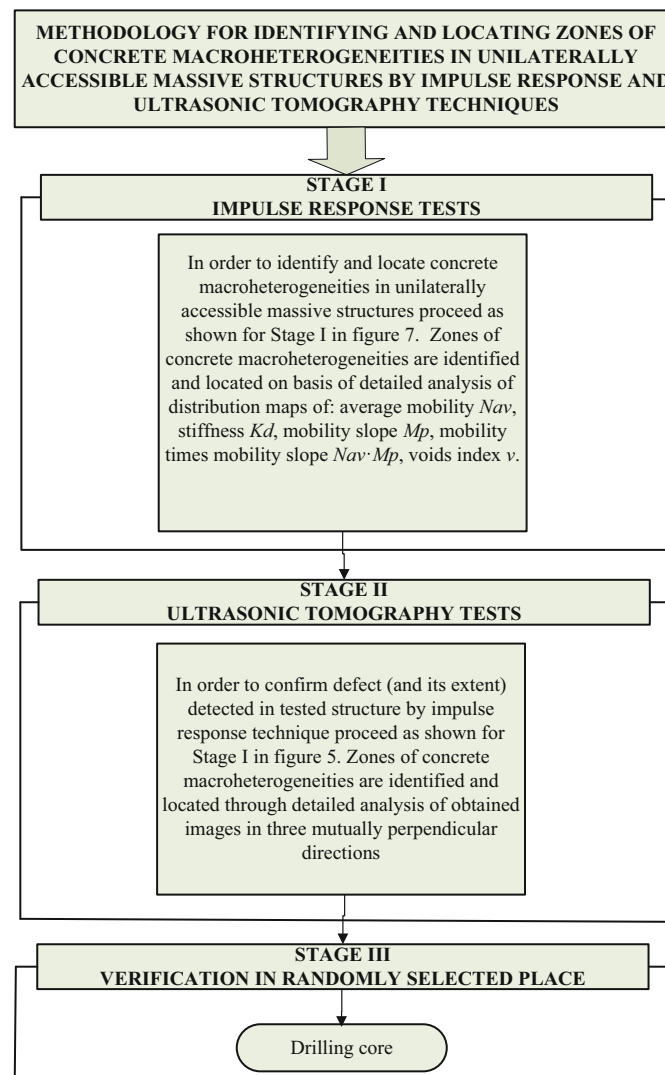 METHODOLOGY FOR IDENTIFYING AND LOCATING ZONES OF
CONCRETE MACROHETEROGENEITIES IN UNILATERALLY
ACCESSIBLE MASSIVE STRUCTURES BY IMPULSE RESPONSE AND
ULTRASONIC TOMOGRAPHY TECHNIQUES
STAGE I
IMPULSE RESPONSE TESTS
In order to identify and locate concrete
macroheterogeneities in unilaterally
accessible massive structures proceed as
shown for Stage I in figure 7. Zones of
concrete macroheterogeneities are identified
and located on basis of detailed analysis of
distribution maps of: average mobility Nav,
stiffness Kd, mobility slope Mp, mobility
times mobility slope Nav·Mp, voids index v.
STAGE II
ULTRASONIC TOMOGRAPHY TESTS
In order to confirm defect (and its extent)
detected in tested structure by impulse
response technique proceed as shown for
Stage I in figure 5. Zones of concrete
macroheterogeneities are identified and
located through detailed analysis of obtained
images in three mutually perpendicular
directions
STAGE III
VERIFICATION IN RANDOMLY SELECTED PLACE
Drilling core